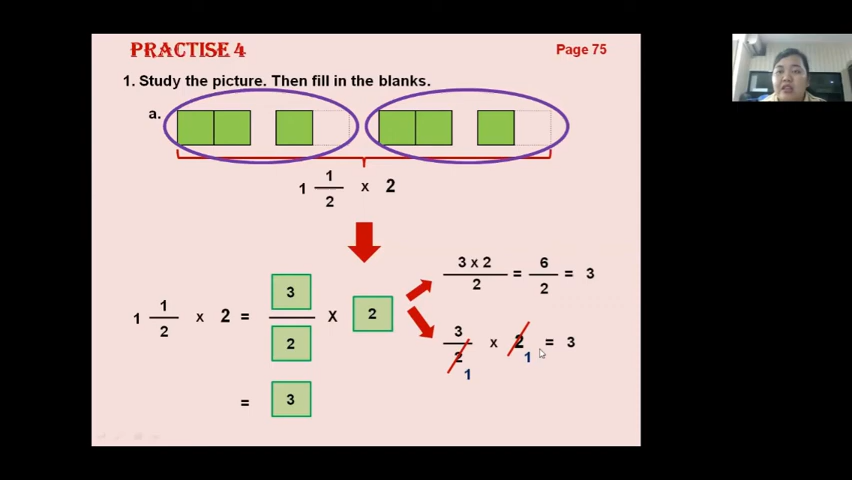 PRACTISE 4
Page 75
1. Study the picture. Then fill in the blanks.
a.
1 1/2 x 2
1 1/2 x 2 = 3/2 X 2
= 3
3 x 2/2 = 6/2 = 3
3/2 1 x 2 1 = 3